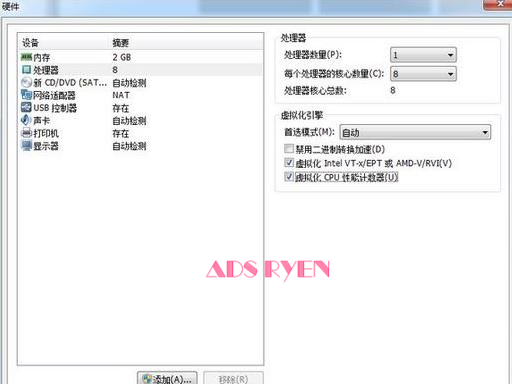 硬件
设备 摘要
内存 2 GB
处理器 8
新 CD/DVD (SAT... 自动检测
网络适配器 NAT
USB 控制器 存在
声卡 自动检测
打印机 存在
显示器 自动检测
处理器
处理器数量(P): 1
每个处理器的核心数量(C): 8
处理器核心总数: 8
虚拟化引擎
首选模式(M): 自动
禁用二进制转换加速(D)
虚拟化 Intel VT-x/EPT 或 AMD-V/RVI(V)
虚拟化 CPU 性能计数器(U)
ADS RYEN
添加(A)... 移除(R)